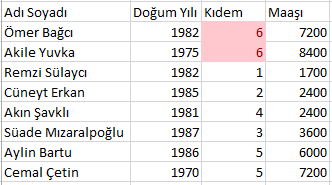 Adı Soyadı Doğum Yılı Kıdem Maaşı
Ömer Bağcı 1982 6 7200
Akile Yuvka 1975 6 8400
Remzi Sülaycı 1982 1 1700
Cüneyt Erkan 1985 2 2400
Akın Şavklı 1981 4 2400
Süade Mızaralpoğlu 1987 3 3600
Aylin Bartu 1986 5 6000
Cemal Çetin 1970 5 7200